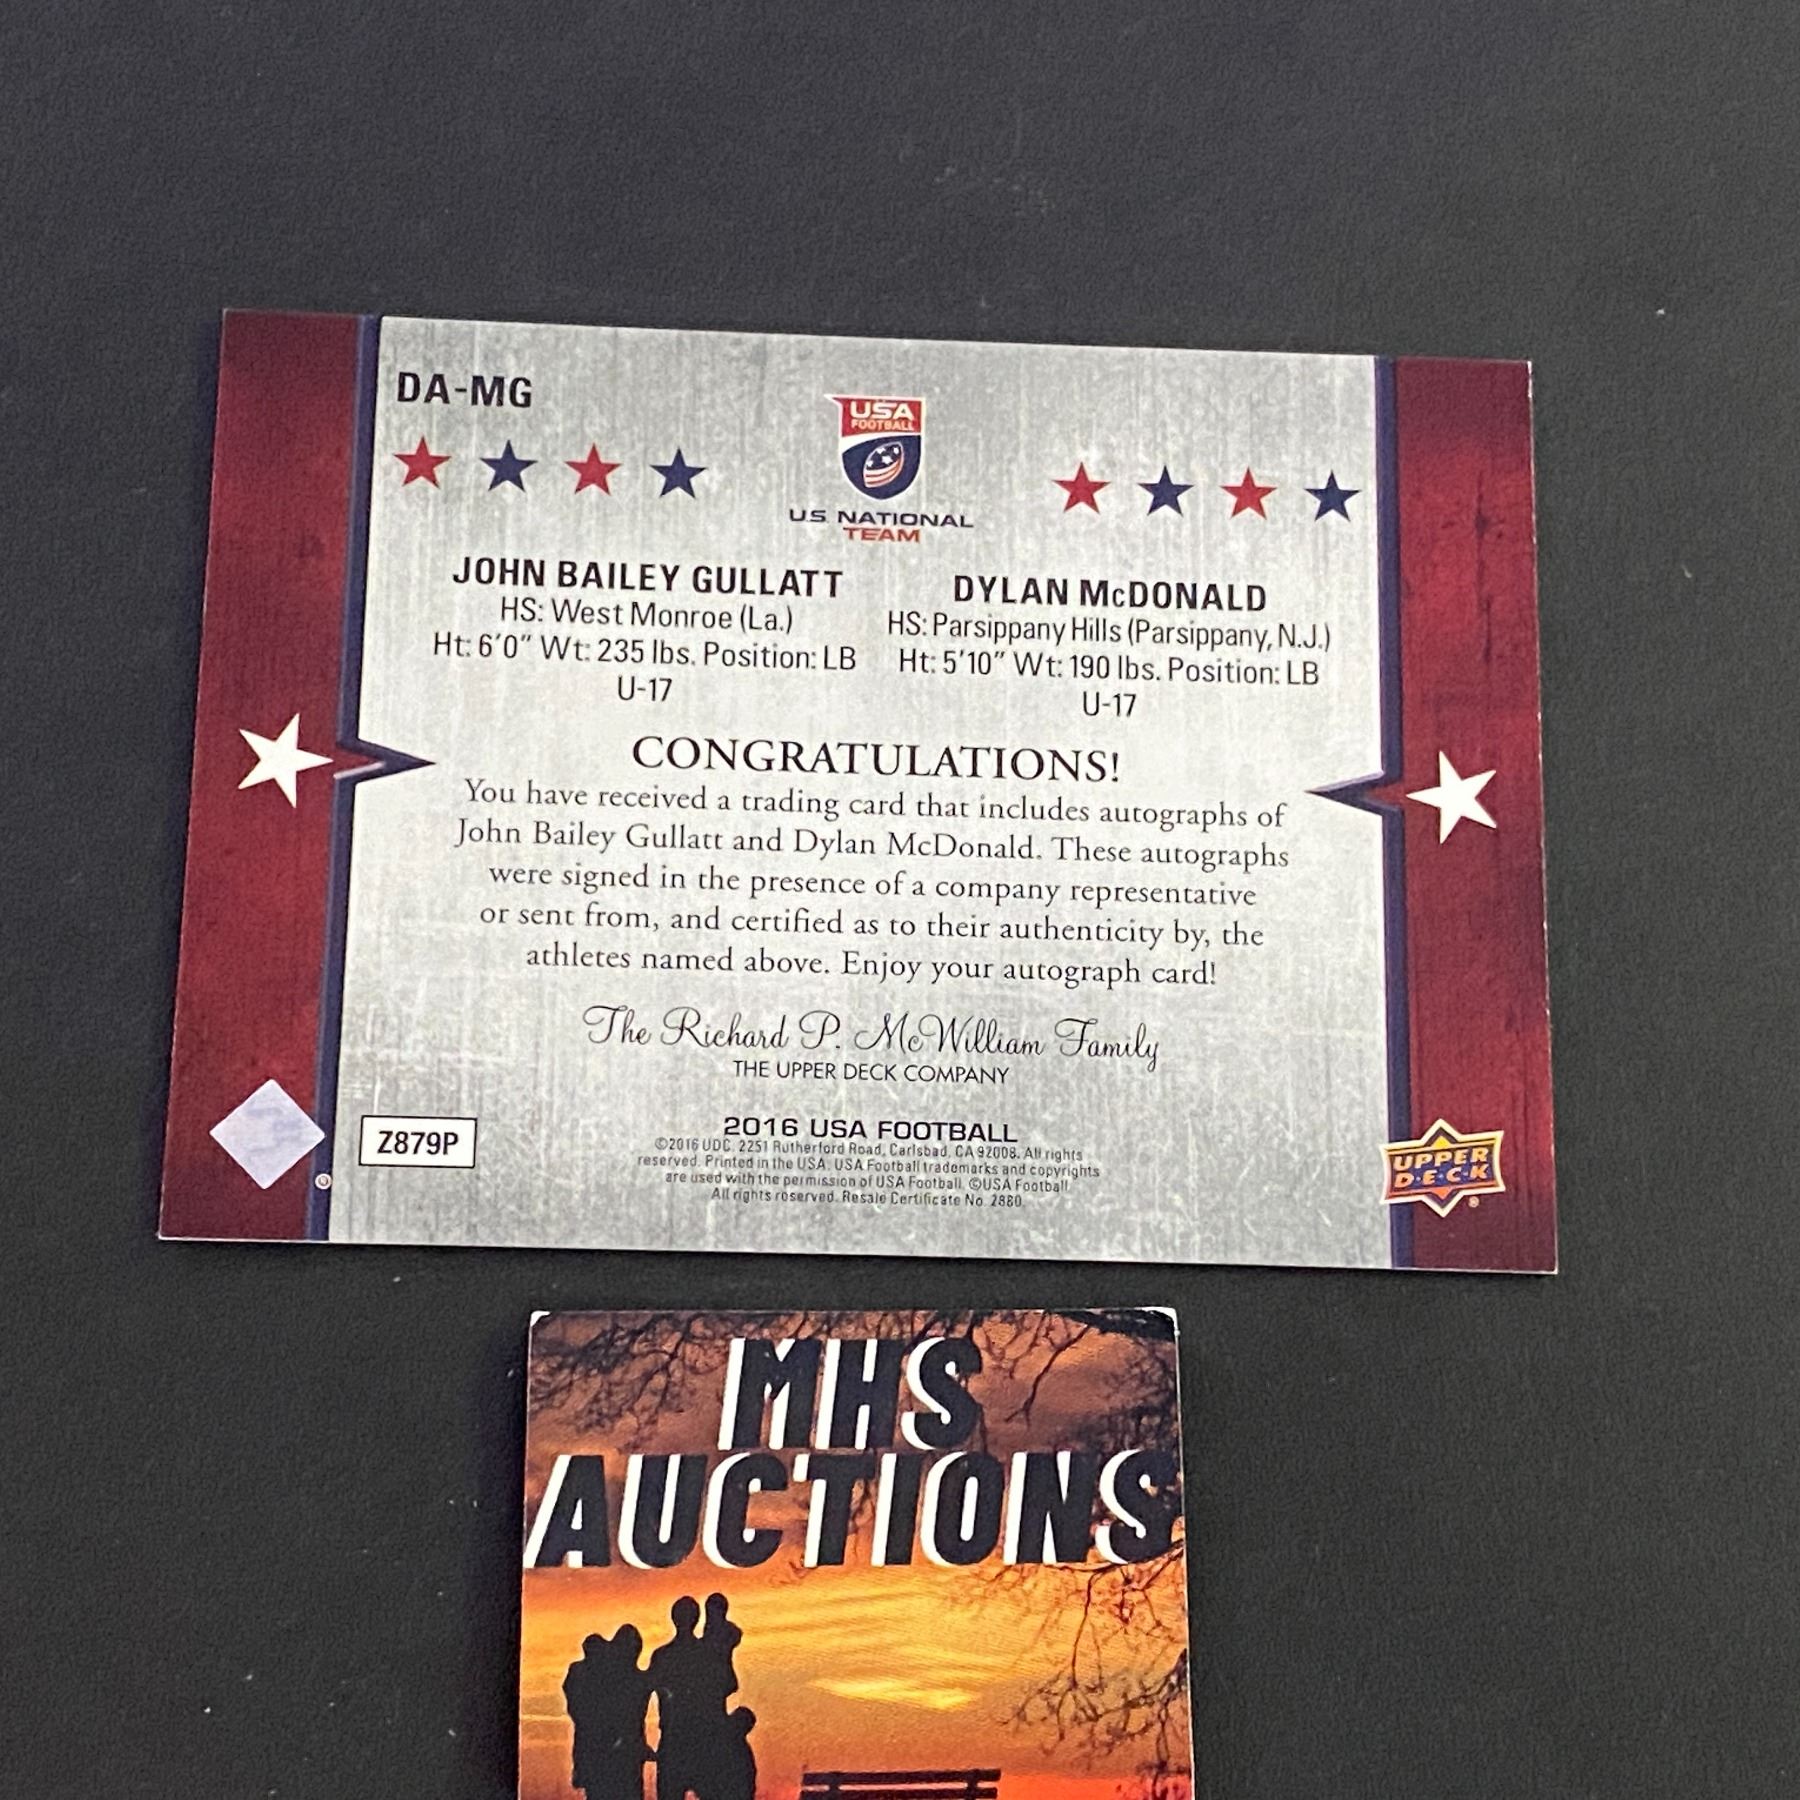 DA-MG
USA
FOOTBALL
U.S. NATIONAL
TEAM
JOHN BAILEY GULLATT
HS: West Monroe (La.)
Ht: 6'0" Wt: 235 lbs. Position: LB
U-17
DYLAN McDONALD
HS: Parsippany Hills (Parsippany, N.J.)
Ht: 5'10" Wt: 190 lbs. Position: LB
U-17
CONGRATULATIONS!
You have received a trading card that includes autographs of
John Bailey Gullatt and Dylan McDonald. These autographs
were signed in the presence of a company representative
or sent from, and certified as to their authenticity by, the
athletes named above. Enjoy your autograph card!
The Richard P. McWilliam Family
THE UPPER DECK COMPANY
Z879P
2016 USA FOOTBALL
©2016 UDC. 2251 Rutherford Road, Carlsbad, CA 92008. All rights
reserved. Printed in the USA. USA Football trademarks and copyrights
are used with the permission of USA Football. ©USA Football.
All rights reserved. Resale Certificate No. 2880.
UPPER
D·E·C·K
®
MHS
AUCTIONS